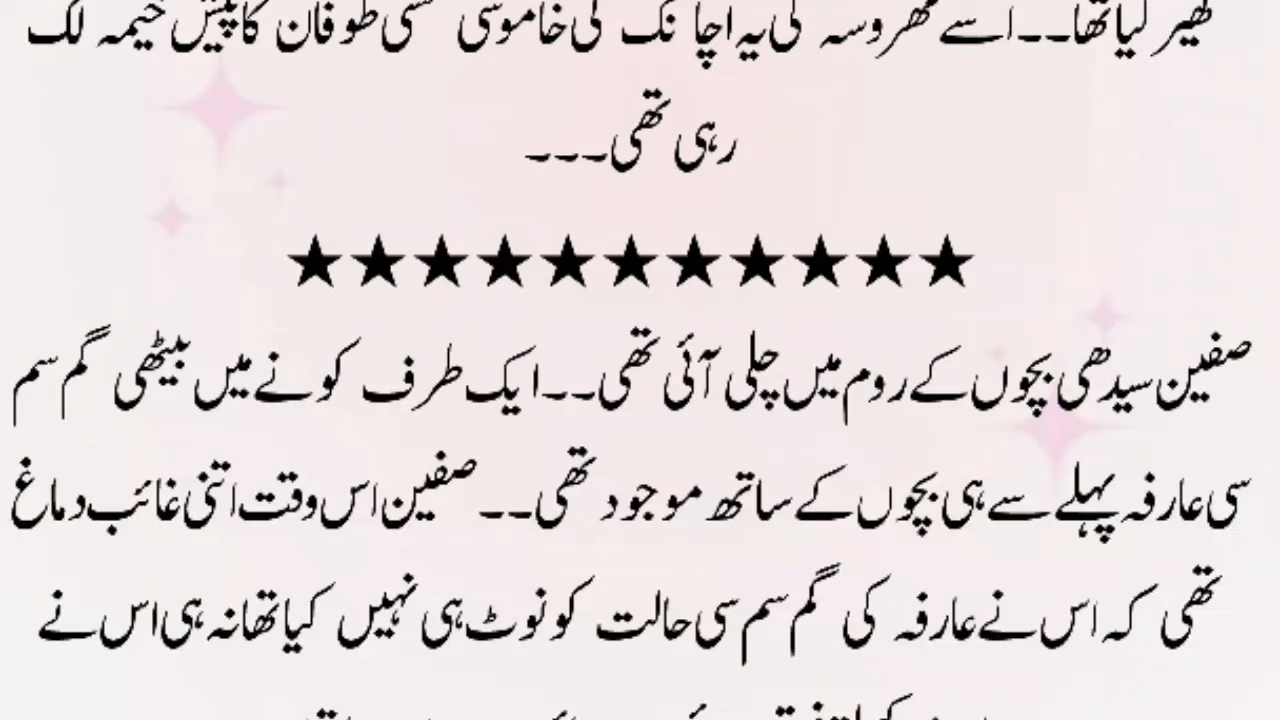 گھیر لیا تھا۔۔اسے گھر وسہ کی یہ اچانک کی خاموشی کسی طوفان کا پیش خیمہ لگ
رہی تھی۔۔۔
★★★★★★★★★★★
صفین سیدھی بچوں کے روم میں چلی آئی تھی۔۔ایک طرف کونے میں بیٹھی گم سم
سی عارفہ پہلے سے ہی بچوں کے ساتھ موجود تھی۔۔صفین اس وقت اتنی غائب دماغ
تھی کہ اس نے عارفہ کی گم سم سی حالت کو نوٹ ہی نہیں کیا تھا نہ ہی اس نے